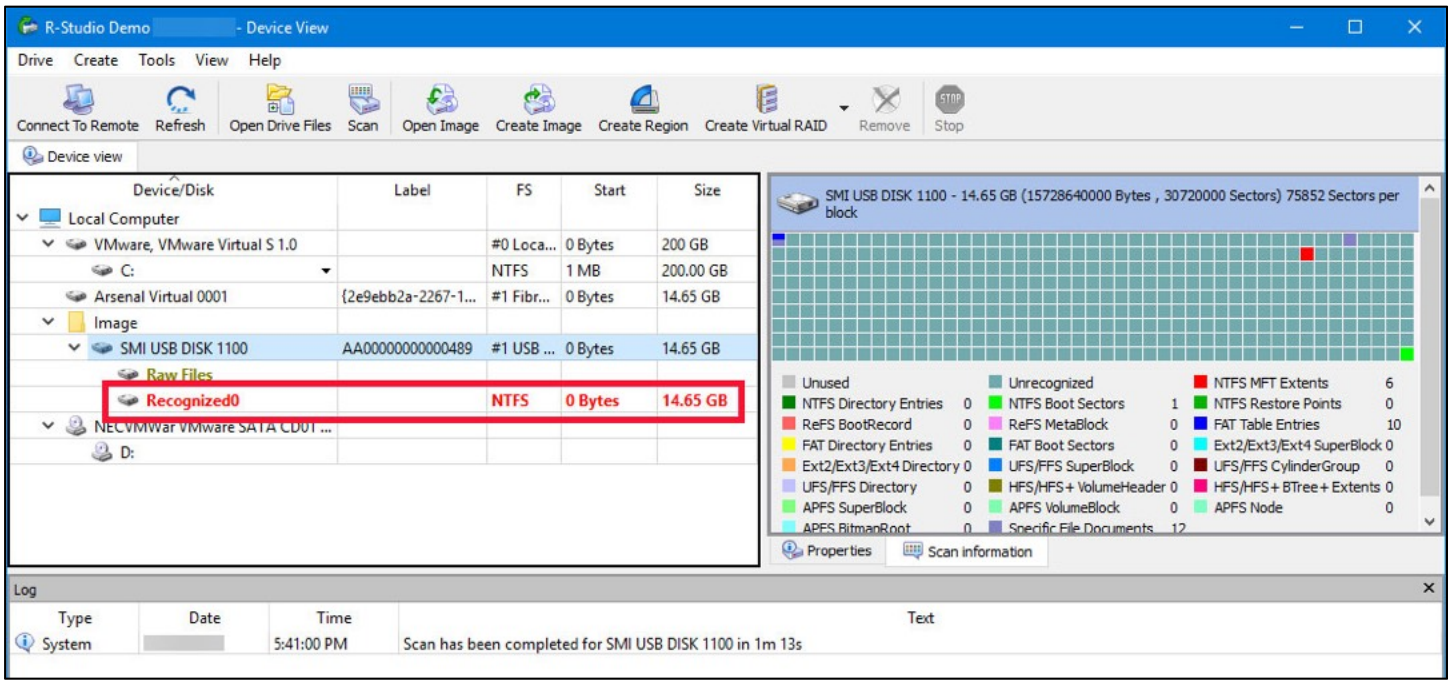 R-Studio Demo - Device View
Drive Create Tools View Help
Connect To Remote Refresh Open Drive Files Scan Open Image Create Image Create Region Create Virtual RAID Remove Stop
STOP
Device view
Device/Disk Label FS Start Size
Local Computer
VMware, VMware Virtual S 1.0 #0 Loca... 0 Bytes 200 GB
C: NTFS 1 MB 200.00 GB
Arsenal Virtual 0001 {2e9ebb2a-2267-1... #1 Fibr... 0 Bytes 14.65 GB
Image
SMI USB DISK 1100 AA00000000000489 #1 USB ... 0 Bytes 14.65 GB
Raw Files
Recognized0 NTFS 0 Bytes 14.65 GB
NECVMWar VMware SATA CD01 ...
D:
SMI USB DISK 1100 - 14.65 GB (15728640000 Bytes , 30720000 Sectors) 75852 Sectors per
block
Unused Unrecognized NTFS MFT Extents 6
NTFS Directory Entries 0 NTFS Boot Sectors 1 NTFS Restore Points 0
ReFS BootRecord 0 ReFS MetaBlock 0 FAT Table Entries 10
FAT Directory Entries 0 FAT Boot Sectors 0 Ext2/Ext3/Ext4 SuperBlock 0
Ext2/Ext3/Ext4 Directory 0 UFS/FFS SuperBlock 0 UFS/FFS CylinderGroup 0
UFS/FFS Directory 0 HFS/HFS+ VolumeHeader 0 HFS/HFS+ BTree+ Extents 0
APFS SuperBlock 0 APFS VolumeBlock 0 APFS Node 0
APFS BitmapRoot 0 Specific File Documents 12
Properties Scan information
Log
Type Date Time Text
System 5:41:00 PM Scan has been completed for SMI USB DISK 1100 in 1m 13s